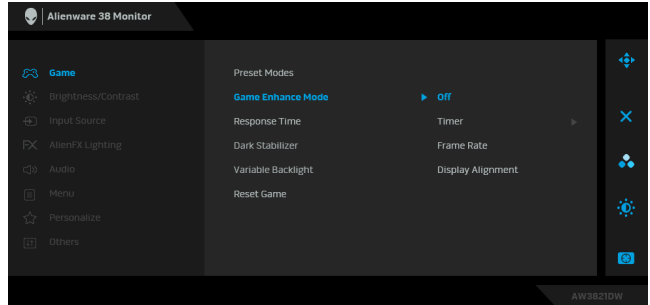 Alienware 38 Monitor
Game
Brightness/Contrast
Input Source
FX AlienFX Lighting
Audio
Menu
Personalize
Others
Preset Modes
Game Enhance Mode
Response Time
Dark Stabilizer
Variable Backlight
Reset Game
Off
Timer
Frame Rate
Display Alignment
AW3821DW